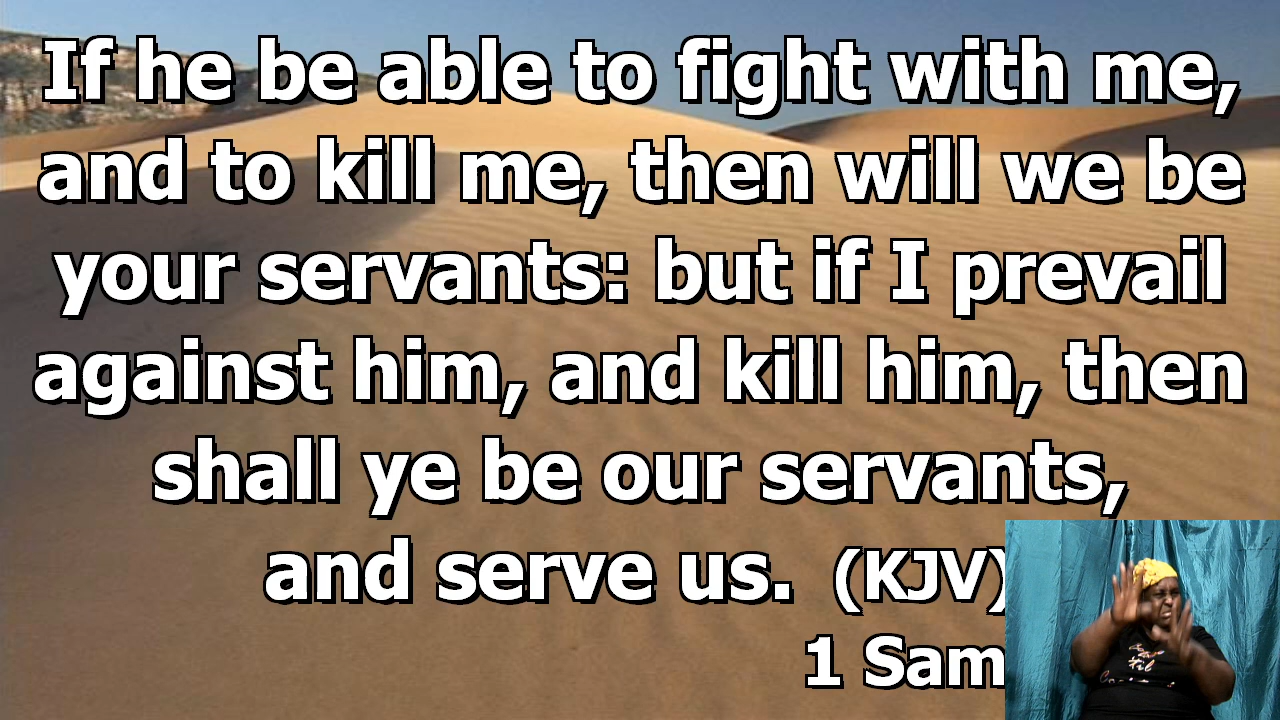 If he be able to fight with me,
and to kill me, then will we be
your servants: but if I prevail
against him, and kill him, then
shall ye be our servants,
and serve us. (KJV)
1 Sam